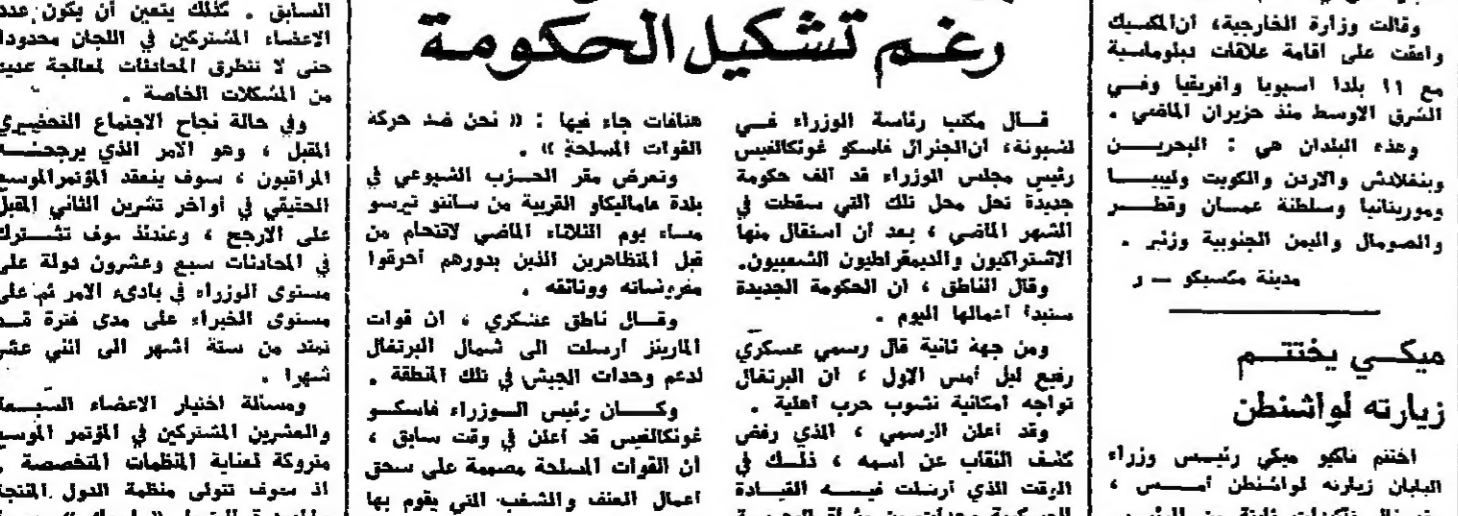 وقالت وزارة الخارجية، ان المكسيك
وافقت على اقامة علاقات دبلوماسية
مع ١١ بلدا اسيويا وافريقيا وفي
الشرق الاوسط منذ حزيران الماضي .
وهذه البلدان هي : البحرين
وبنغلادش والاردن والكويت وليبيا
وموريتانيا وسلطنة عمان وقطر
والصومال واليمن الجنوبية وزئير .
مدينة مكسيكو — ر
ميكي يختتم
زيارته لواشنطن
اختتم تاكيو ميكي رئيس وزراء
اليابان زيارته لواشنطن أمس ،
رغم تشكيل الحكومة
قال مكتب رئاسة الوزراء في
لشبونة، ان الجنرال فاسكو غونكالفيس
رئيس مجلس الوزراء قد الف حكومة
جديدة تحل محل تلك التي سقطت في
الشهر الماضي ، بعد أن استقال منها
الاشتراكيون والديمقراطيون الشعبيون.
وقال الناطق ، ان الحكومة الجديدة
ستبدأ أعمالها اليوم .
ومن جهة ثانية قال رسمي عسكري
رفيع ليل أمس الاول ، ان البرتغال
تواجه امكانية نشوب حرب اهلية .
وقد اعلن الرسمي ، الذي رفض
كشف النقاب عن اسمه ، ذلك في
الوقت الذي أرسلت فيه القيادة
هتافات جاء فيها : « نحن ضد حركة
القوات المسلحة » .
وتعرض مقر الحزب الشيوعي في
بلدة فاماليكاو القريبة من سانتو تيرسو
مساء يوم الثلاثاء الماضي لاقتحام من
قبل المتظاهرين الذين بدورهم أحرقوا
مفروشاته ووثائقه .
وقال ناطق عسكري ، ان قوات
المارينز ارسلت الى شمال البرتغال
لدعم وحدات الجيش في تلك المنطقة .
وكان رئيس الوزراء فاسكو
غونكالفيس قد اعلن في وقت سابق ،
أن القوات المسلحة مصممة على سحق
اعمال العنف والشغب التي يقوم بها
السابق . كذلك يتعين أن يكون عدد
الاعضاء المشتركين في اللجان محدودا
حتى لا تتطرق المحادثات لمعالجة عديد
من المشكلات الخاصة .
وفي حالة نجاح الاجتماع التحضيري
المقبل ، وهو الامر الذي يرجحه
المراقبون ، سوف ينعقد المؤتمر الموسع
الحقيقي في اواخر تشرين الثاني المقبل
على الارجح ، وعندئذ سوف تشترك
في المحادثات سبع وعشرون دولة على
مستوى الوزراء في بادىء الامر ثم على
مستوى الخبراء على مدى فترة قد
تمتد من ستة أشهر الى اثني عشر
شهرا .
ومسألة اختيار الاعضاء السبعة
والعشرين المشتركين في المؤتمر الموسع
متروكة لعناية المنظمات المتخصصة .
اذ سوف تتولى منظمة الدول المنتجة